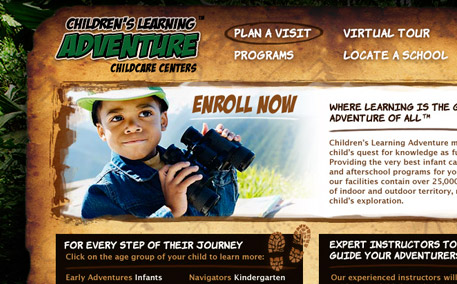 CHILDREN'S LEARNING™
ADVENTURE
CHILDCARE CENTERS
PLAN A VISIT
VIRTUAL TOUR
PROGRAMS
LOCATE A SCHOOL
ENROLL NOW
WHERE LEARNING IS THE
ADVENTURE OF ALL™
Children's Learning Adventure
child's quest for knowledge as
Providing the very best infant
and afterschool programs for
our facilities contain over 25,000
of indoor and outdoor territory,
child's exploration.
FOR EVERY STEP OF THEIR JOURNEY
Click on the age group of your child to learn more:
Early Adventures Infants
Navigators Kindergarten
EXPERT INSTRUCTORS TO
GUIDE YOUR ADVENTURERS
Our experienced instructors will